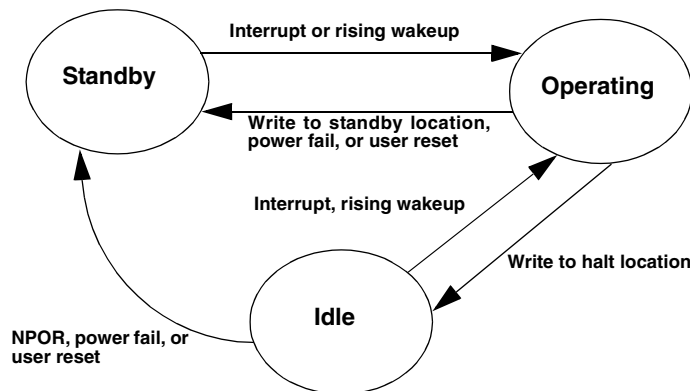 Interrupt or rising wakeup
Standby
Operating
Write to standby location,
power fail, or user reset
Interrupt, rising wakeup
Write to halt location
Idle
NPOR, power fail, or
user reset